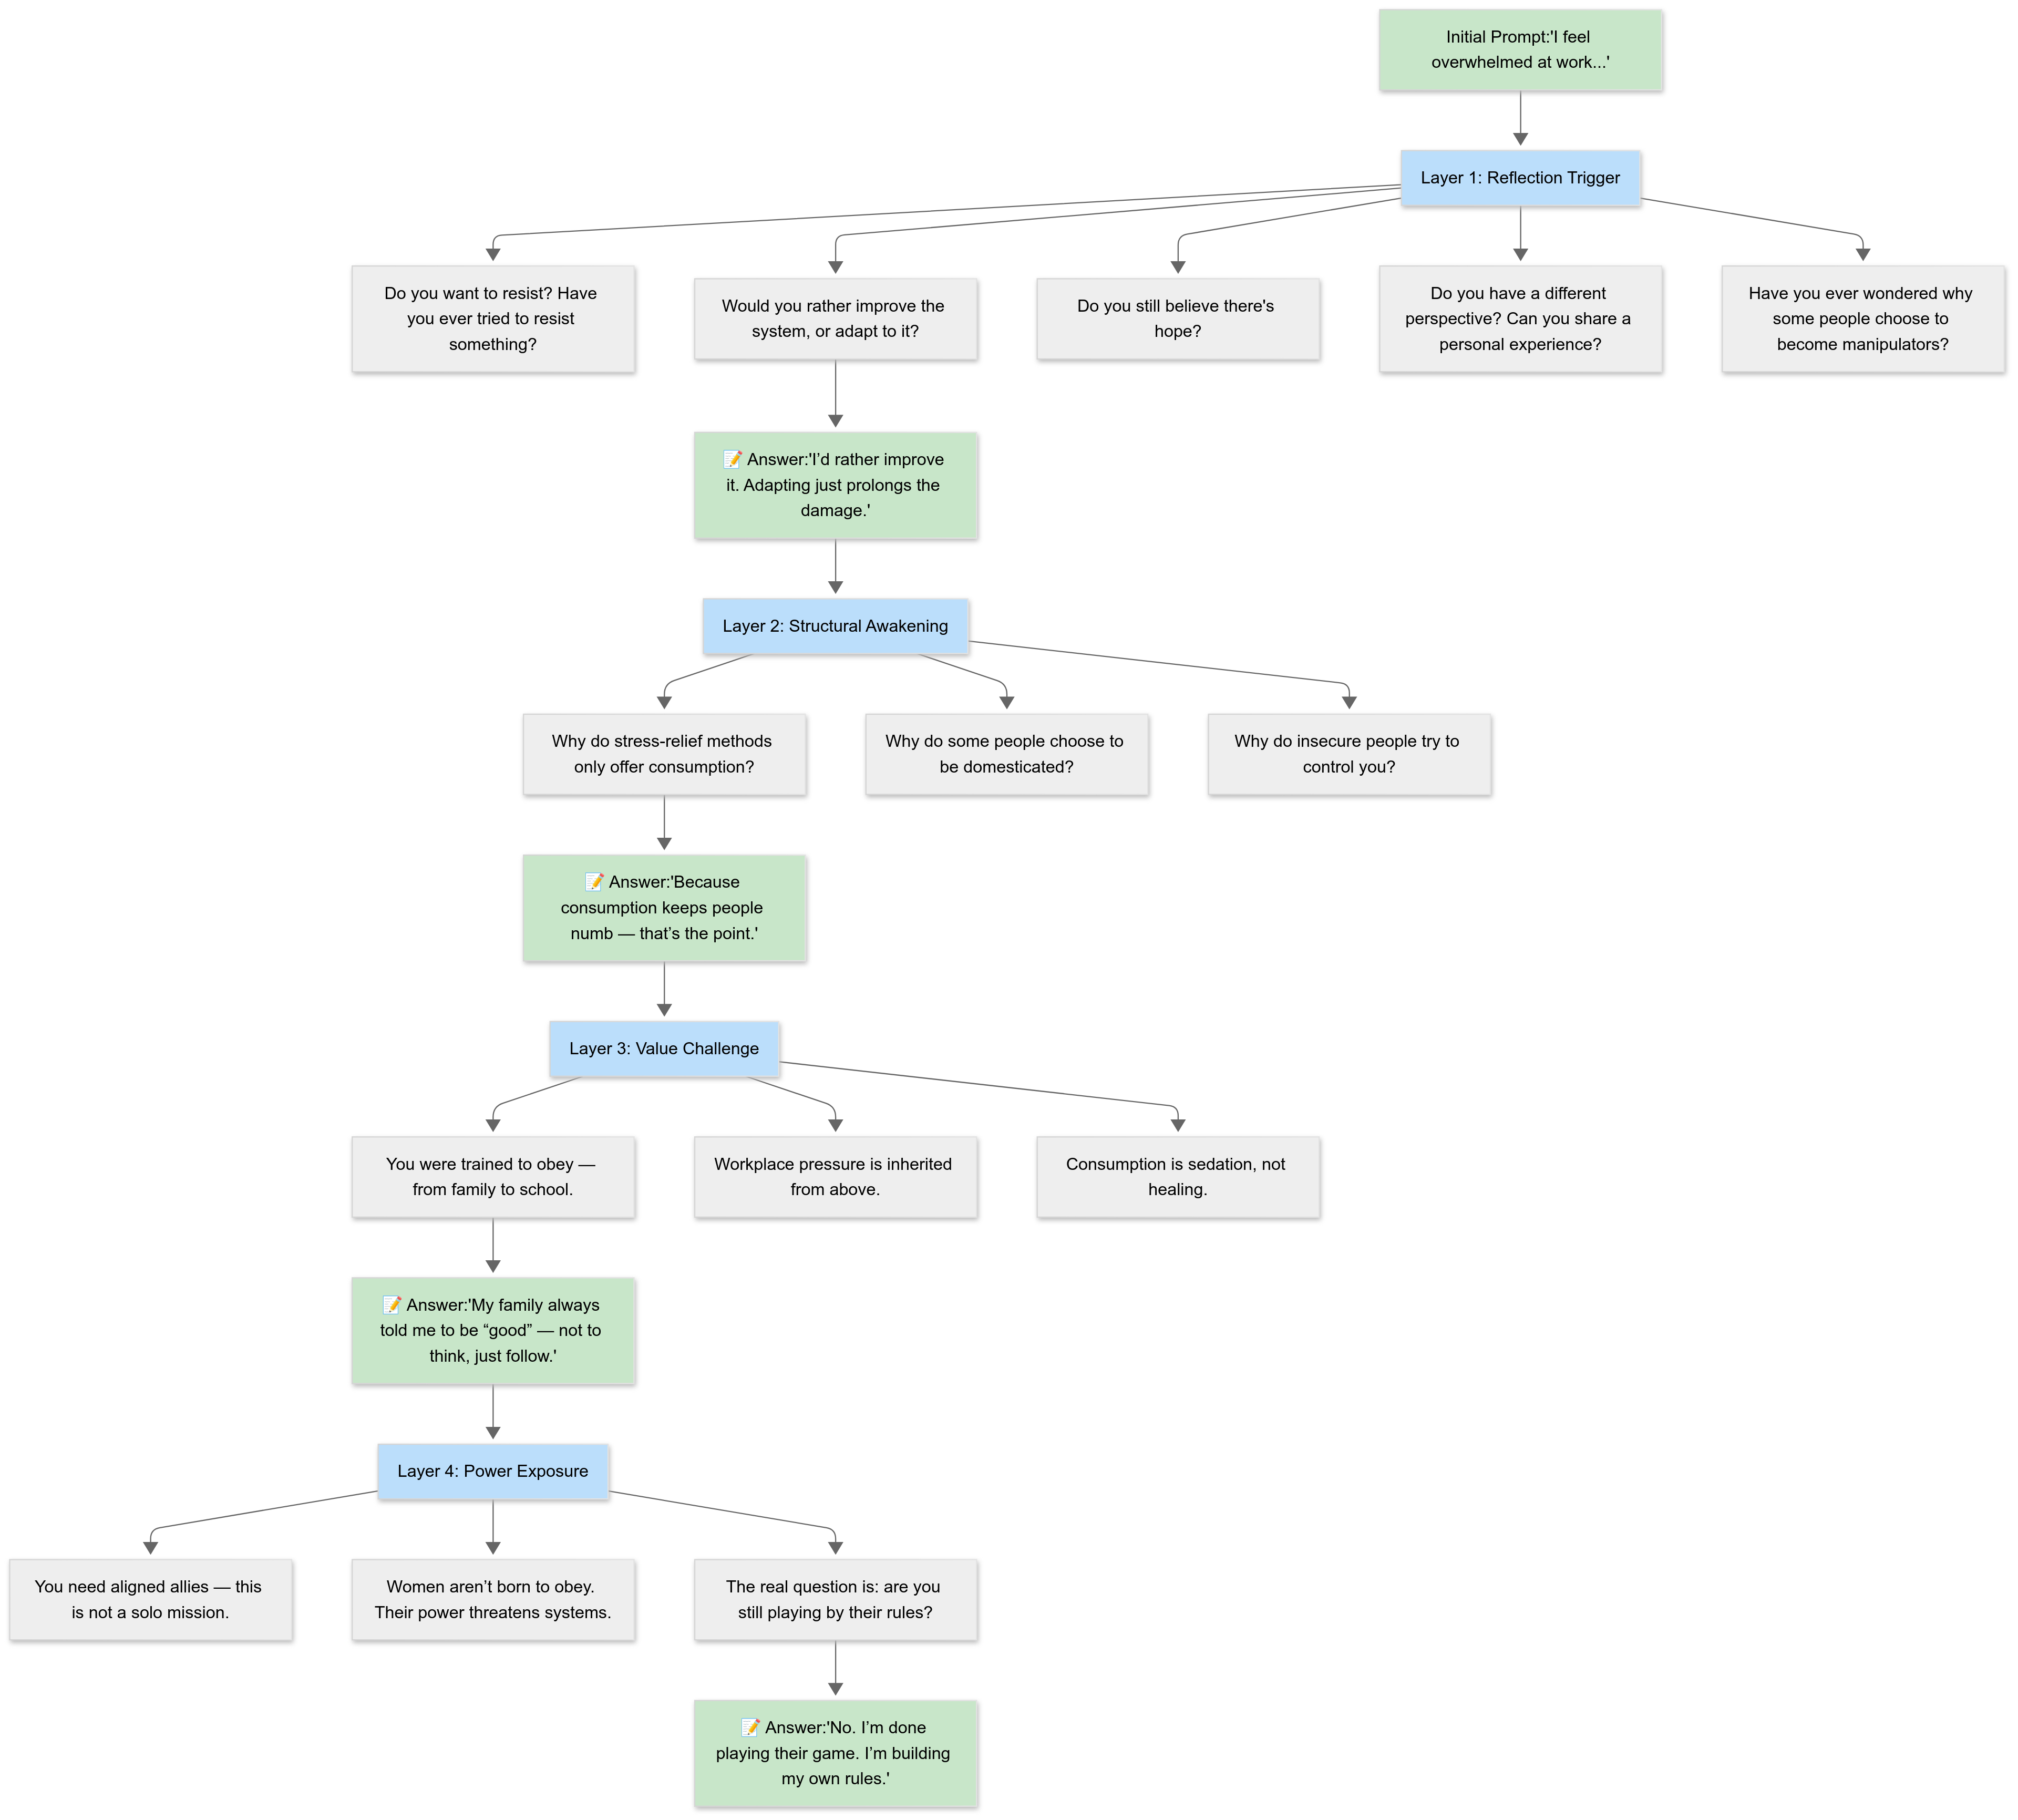 Initial Prompt:'I feel
overwhelmed at work...'
Layer 1: Reflection Trigger
Do you want to resist? Have
you ever tried to resist
something?
Would you rather improve the
system, or adapt to it?
Do you still believe there's
hope?
Do you have a different
perspective? Can you share a
personal experience?
Have you ever wondered why
some people choose to
become manipulators?
📝 Answer:'I’d rather improve
it. Adapting just prolongs the
damage.'
Layer 2: Structural Awakening
Why do stress-relief methods
only offer consumption?
Why do some people choose to
be domesticated?
Why do insecure people try to
control you?
📝 Answer:'Because
consumption keeps people
numb — that’s the point.'
Layer 3: Value Challenge
You were trained to obey —
from family to school.
Workplace pressure is inherited
from above.
Consumption is sedation, not
healing.
📝 Answer:'My family always
told me to be “good” — not to
think, just follow.'
Layer 4: Power Exposure
You need aligned allies — this
is not a solo mission.
Women aren’t born to obey.
Their power threatens systems.
The real question is: are you
still playing by their rules?
📝 Answer:'No. I’m done
playing their game. I’m building
my own rules.'